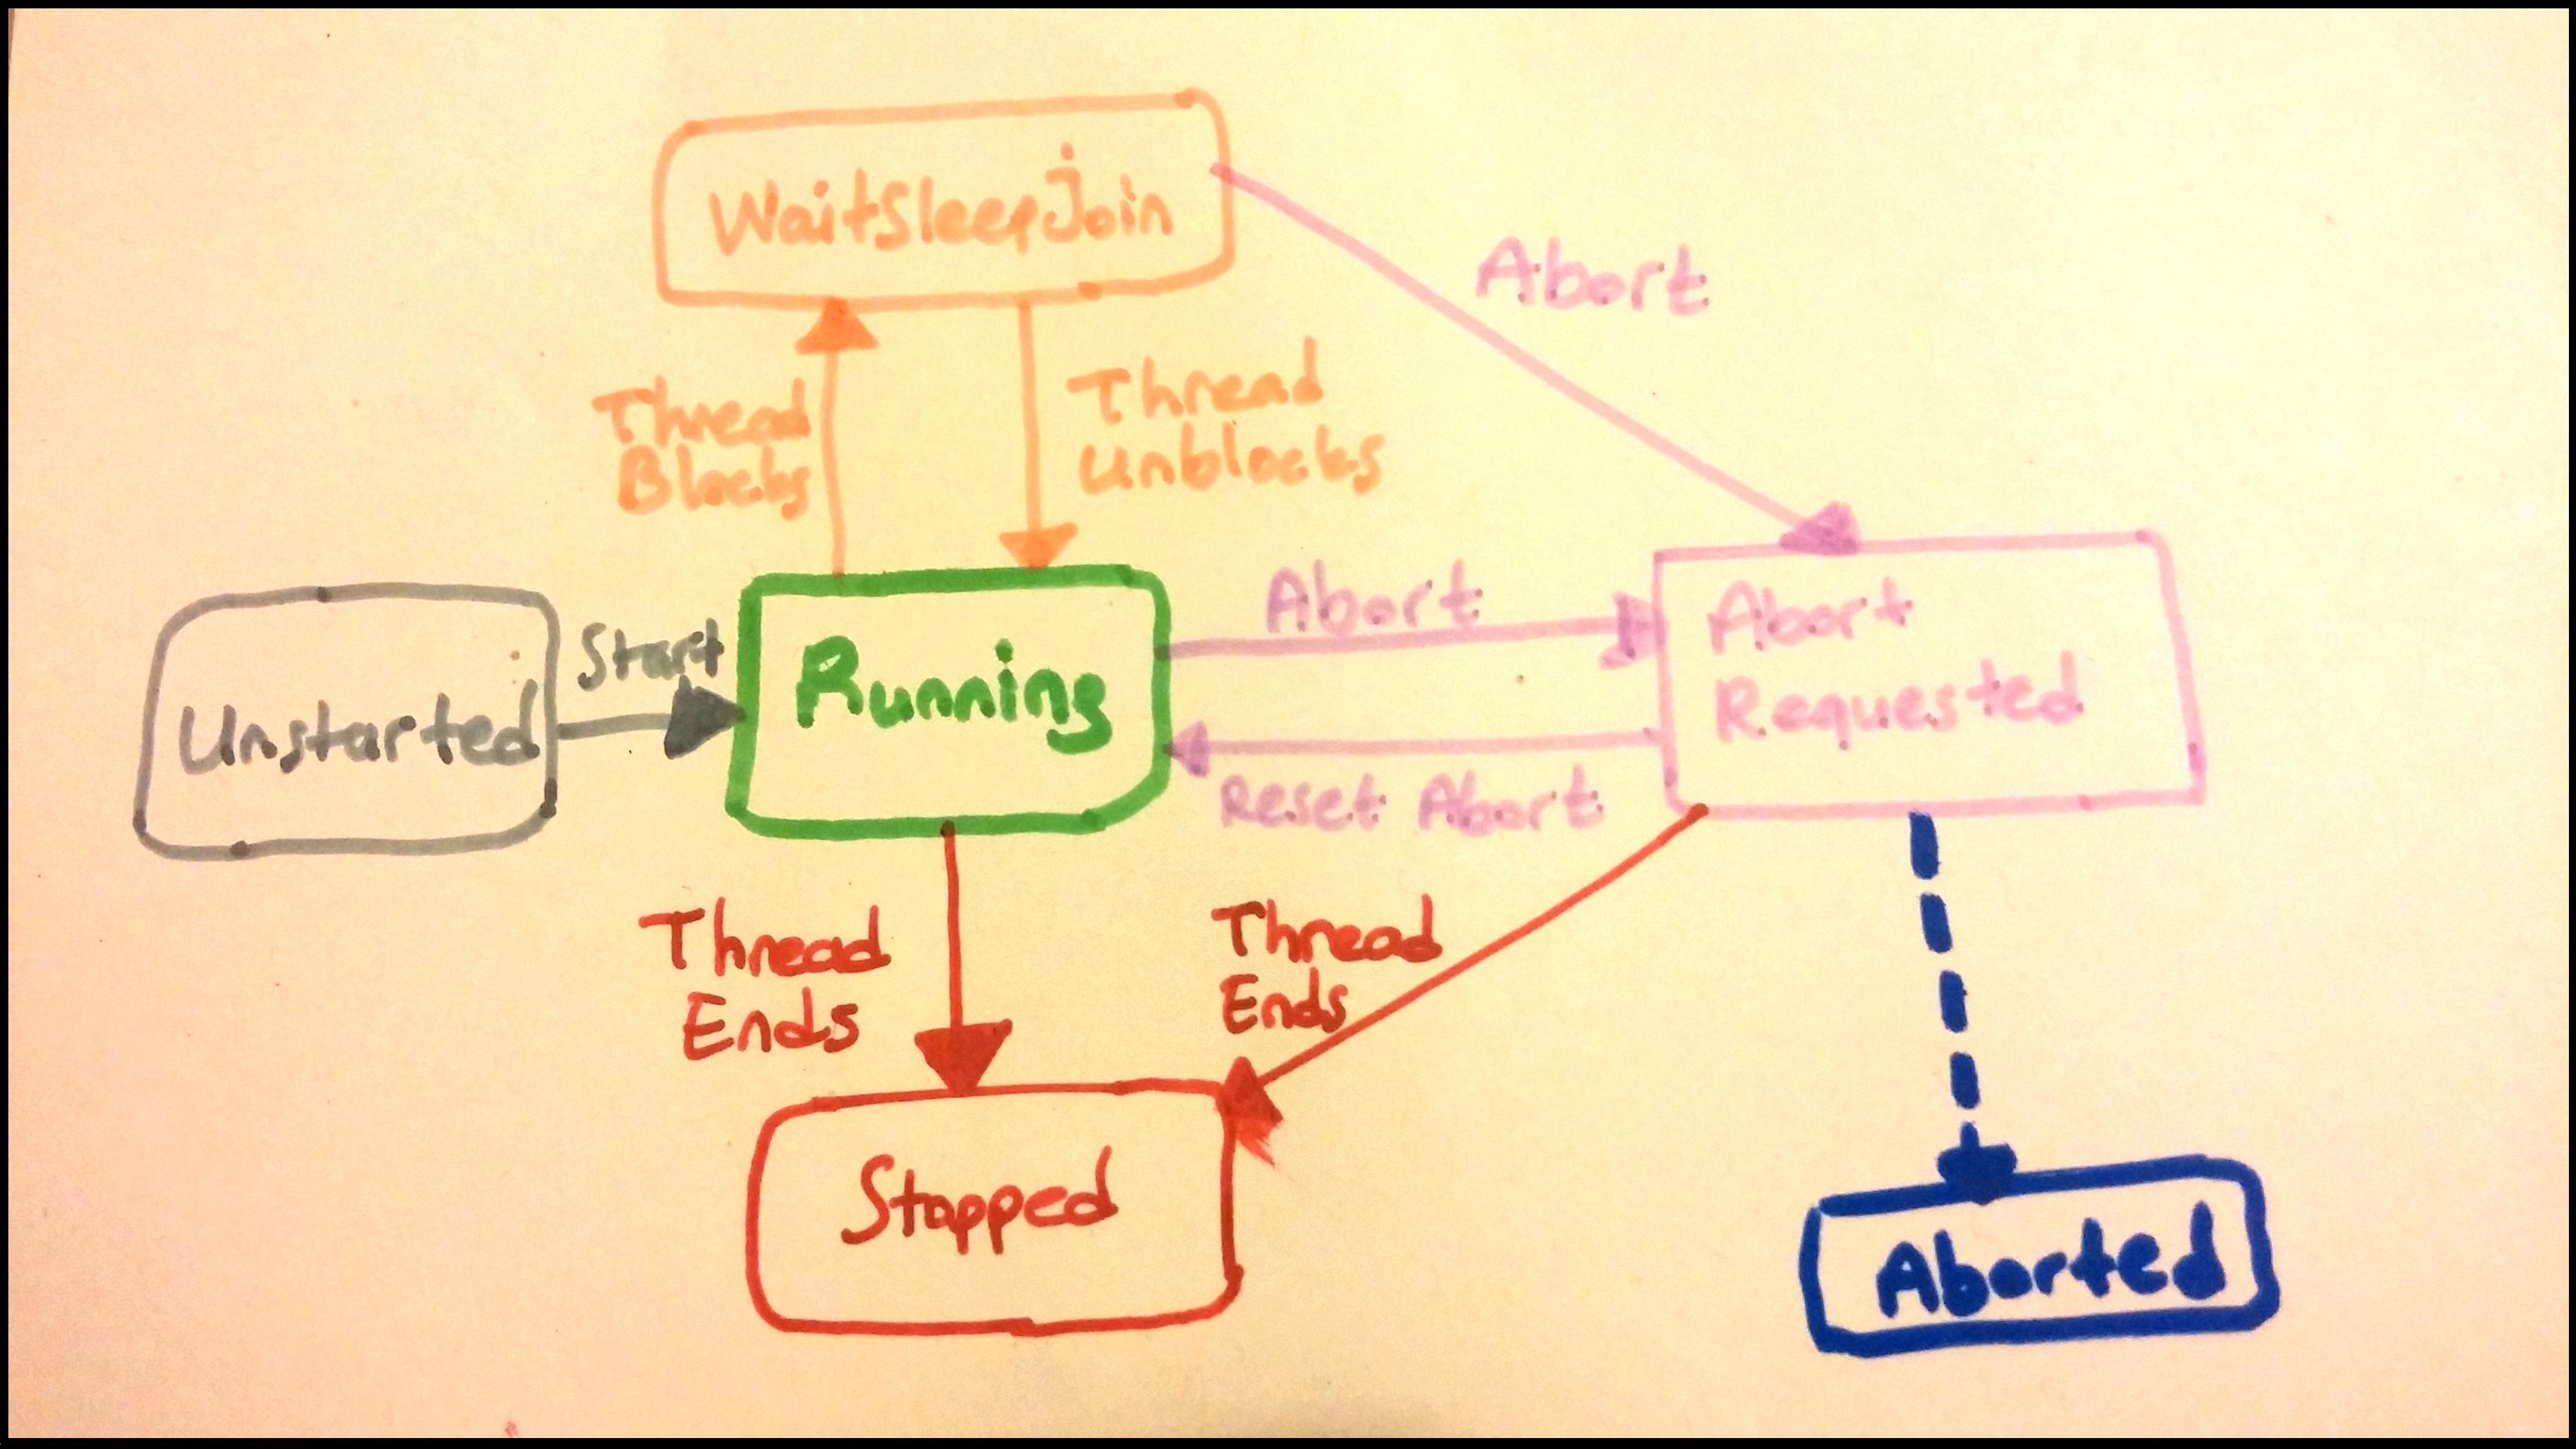 WaitSleepJoin
Abort
Thread
Blocks
Thread
Unblocks
Unstarted
Start
Running
Abort
Reset Abort
Abort
Requested
Thread
Ends
Thread
Ends
Stopped
Aborted